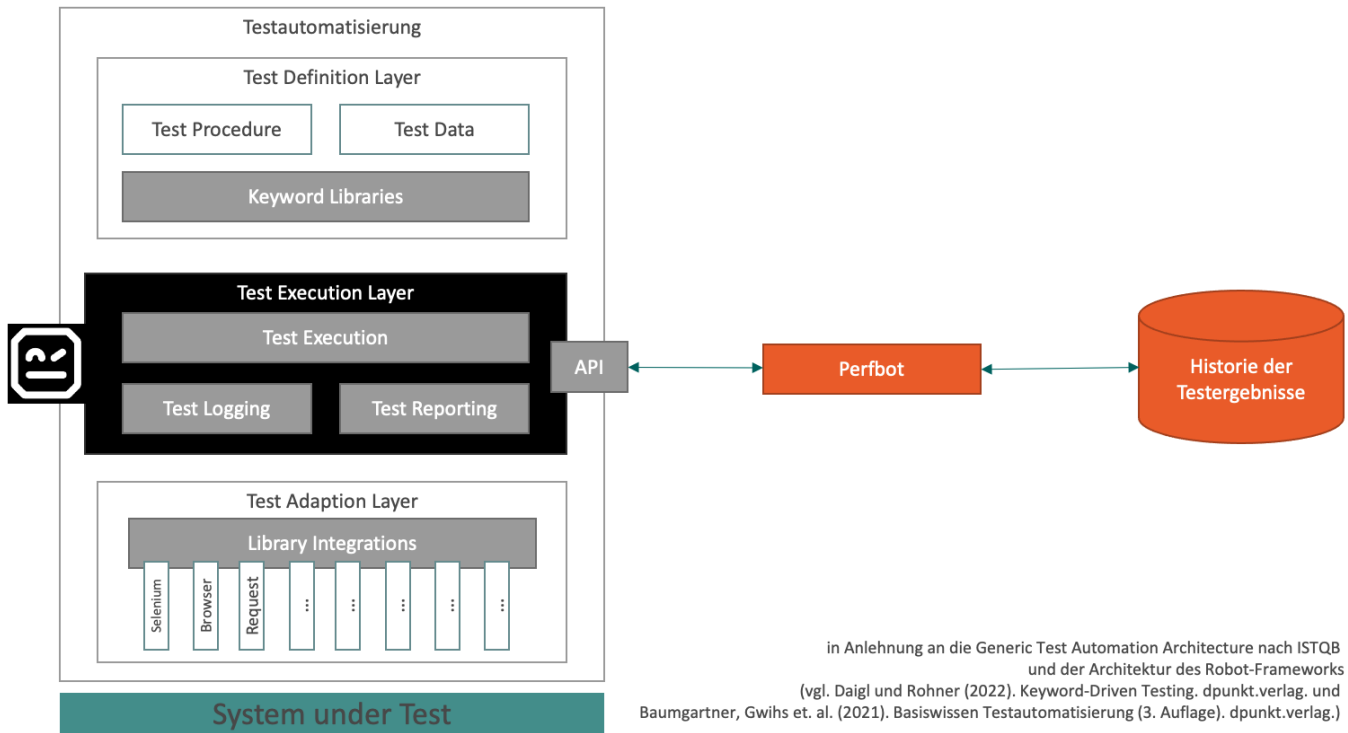 Testautomatisierung
Test Definition Layer
Test Procedure
Test Data
Keyword Libraries
Test Execution Layer
Test Execution
Test Logging
Test Reporting
API
Perfbot
Historie der
Testergebnisse
Test Adaption Layer
Library Integrations
Selenium
Browser
Request
...
...
...
...
...
System under Test
in Anlehnung an die Generic Test Automation Architecture nach ISTQB
und der Architektur des Robot-Frameworks
(vgl. Daigl und Rohner (2022). Keyword-Driven Testing. dpunkt.verlag. und
Baumgartner, Gwihs et. al. (2021). Basiswissen Testautomatisierung (3. Auflage). dpunkt.verlag.)